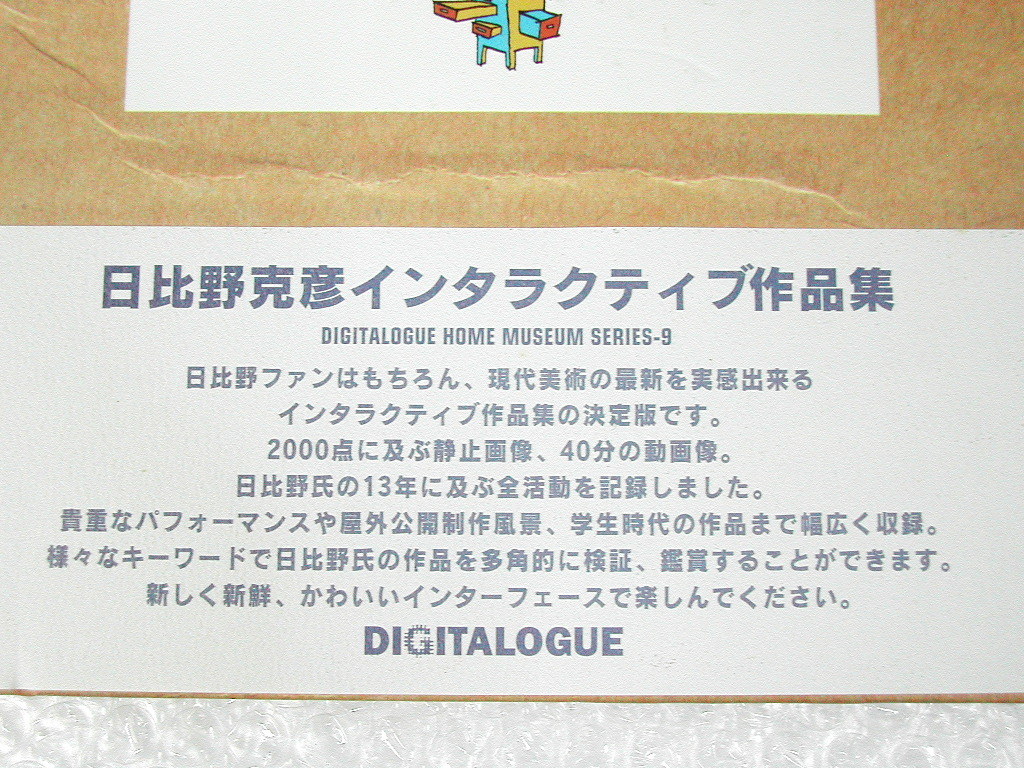 日比野克彦インタラクティブ作品集
DIGITALOGUE HOME MUSEUM SERIES-9
日比野ファンはもちろん、現代美術の最新を実感出来る
インタラクティブ作品集の決定版です。
2000点に及ぶ静止画像、40分の動画像。
日比野氏の13年に及ぶ全活動を記録しました。
貴重なパフォーマンスや屋外公開制作風景、学生時代の作品まで幅広く収録。
様々なキーワードで日比野氏の作品を多角的に検証、鑑賞することができます。
新しく新鮮、かわいいインターフェースで楽しんでください。
DIGITALOGUE